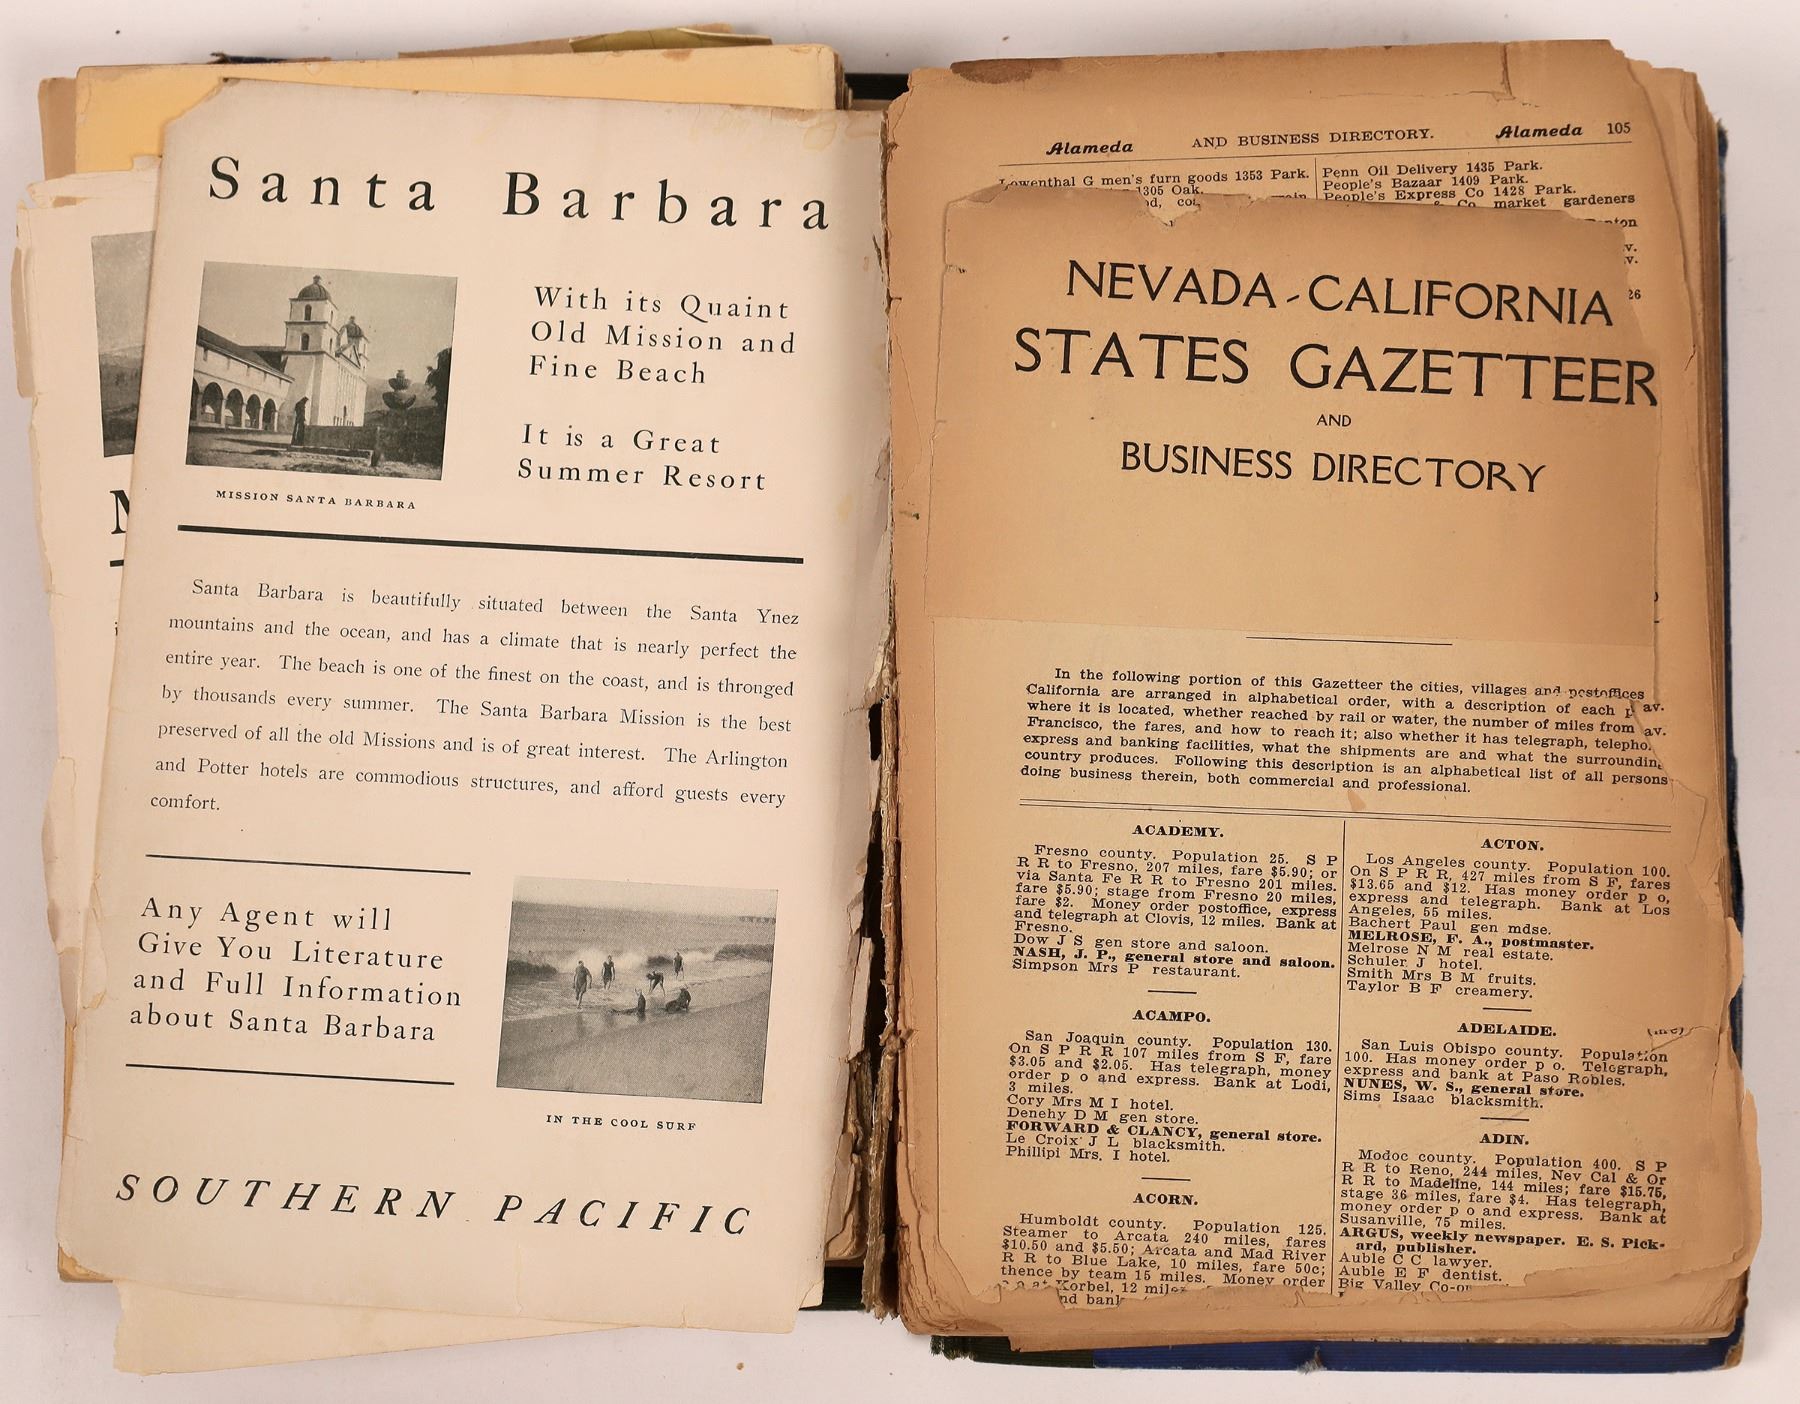 Santa Barbara
With its Quaint
Old Mission and
Fine Beach
It is a Great
Summer Resort
MISSION SANTA BARBARA
Santa Barbara is beautifully situated between the Santa Ynez
mountains and the ocean, and has a climate that is nearly perfect the
entire year. The beach is one of the finest on the coast, and is thronged
by thousands every summer. The Santa Barbara Mission is the best
preserved of all the old Missions and is of great interest. The Arlington
and Potter hotels are commodious structures, and afford guests every
comfort.
Any Agent will
Give You Literature
and Full Information
about Santa Barbara
IN THE COOL SURF
SOUTHERN PACIFIC
Alameda AND BUSINESS DIRECTORY. Alameda 105
Lowenthal G men's furn goods 1353 Park.
1305 Oak.
Penn Oil Delivery 1435 Park.
People's Bazaar 1409 Park.
People's Express Co 1428 Park.
& Co market gardeners
26
NEVADA-CALIFORNIA
STATES GAZETTEER
AND
BUSINESS DIRECTORY
In the following portion of this Gazetteer the cities, villages and postoffices
California are arranged in alphabetical order, with a description of each av.
where it is located, whether reached by rail or water, the number of miles from av.
Francisco, the fares, and how to reach it; also whether it has telegraph,
express and banking facilities, what the shipments are and what the surrounding
country produces. Following this description is an alphabetical list of all persons
doing business therein, both commercial and professional.
ACADEMY.
Fresno county. Population 25. S P
R R to Fresno, 207 miles, fare $5.90; or
via Santa Fe R R to Fresno 201 miles.
fare $5.90; stage from Fresno 20 miles,
fare $2. Money order postoffice, express
and telegraph at Clovis, 12 miles. Bank at
Fresno.
Dow J S gen store and saloon.
NASH, J. P., general store and saloon.
Simpson Mrs P restaurant.
ACAMPO.
San Joaquin county. Population 130.
On S P R R 107 miles from S F, fare
$3.05 and $2.05. Has telegraph, money
order p o and express. Bank at Lodi,
3 miles.
Cory Mrs M I hotel.
Denehy D M gen store.
FORWARD & CLANCY, general store.
Le Croix J L blacksmith.
Phillipi Mrs. I hotel.
ACORN.
Humboldt county. Population 125.
Steamer to Arcata 240 miles, fares
$10.50 and $5.50; Arcata and Mad River
R R to Blue Lake, 10 miles, fare 50c;
thence by team 15 miles. Money order
at Korbel, 12 miles
ACTON.
Los Angeles county. Population 100.
On S P R R, 427 miles from S F, fares
$13.65 and $12. Has money order p o,
express and telegraph. Bank at Los
Angeles, 55 miles.
Bachert Paul gen mdse.
MELROSE, F. A., postmaster.
Melrose N M real estate.
Schuler J hotel.
Smith Mrs B M fruits.
Taylor B F creamery.
ADELAIDE.
San Luis Obispo county. Population
100. Has money order p o. Telegraph,
express and bank at Paso Robles.
NUNES, W. S., general store.
Sims Isaac blacksmith.
ADIN.
Modoc county. Population 400. S P
R R to Reno, 244 miles, Nev Cal & Or
R R to Madeline, 144 miles; fare $15.75,
stage 36 miles, fare $4. Has telegraph,
money order p o and express. Bank at
Susanville, 75 miles.
ARGUS, weekly newspaper. E. S. Pick-
ard, publisher.
Auble C C lawyer.
Auble E F dentist.
Big Valley